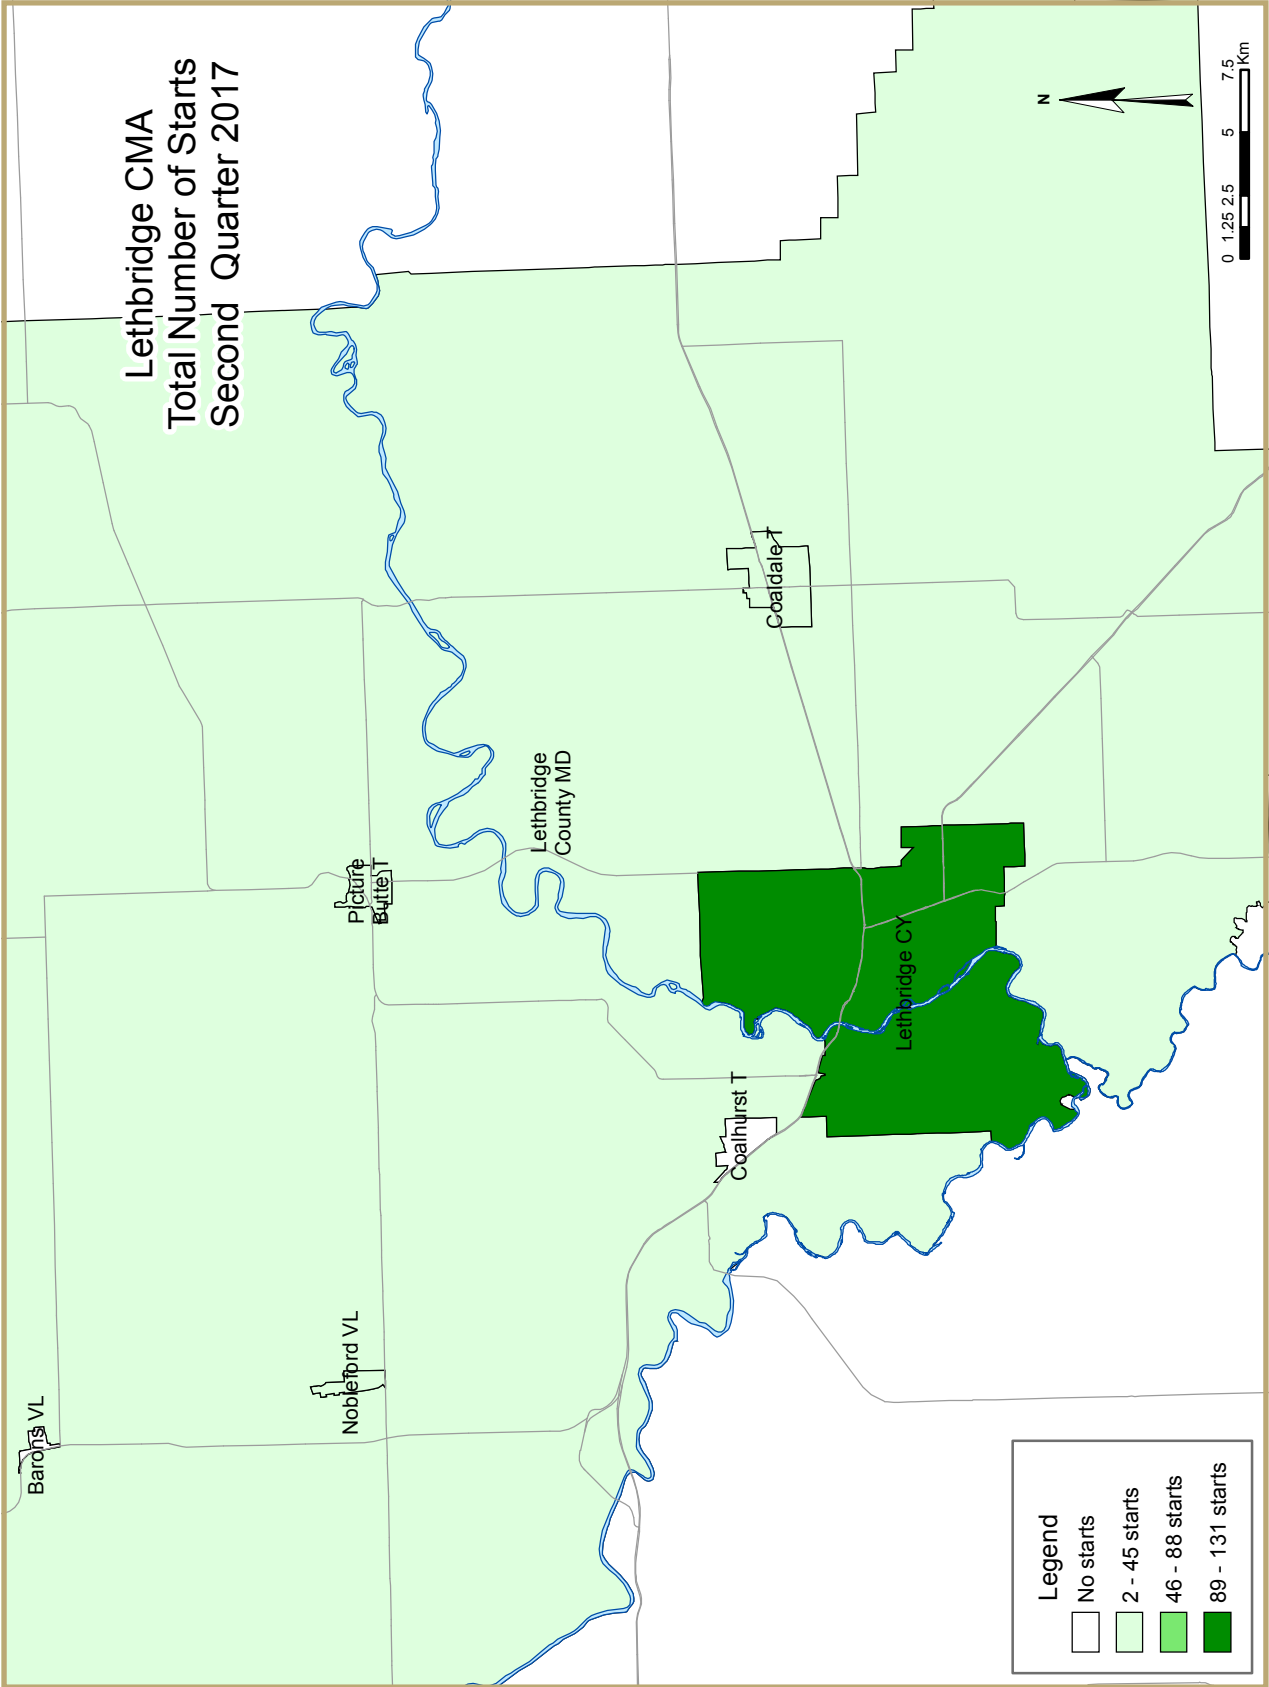 Lethbridge CMA
Total Number of Starts
Second Quarter 2017
Barons VL
Nobleford VL
Picture
Butte T
Lethbridge
County MD
Coalhurst T
Coaldale T
Lethbridge CY
Legend
No starts
2 - 45 starts
46 - 88 starts
89 - 131 starts
N
0 1.25 2.5 5 7.5
Km